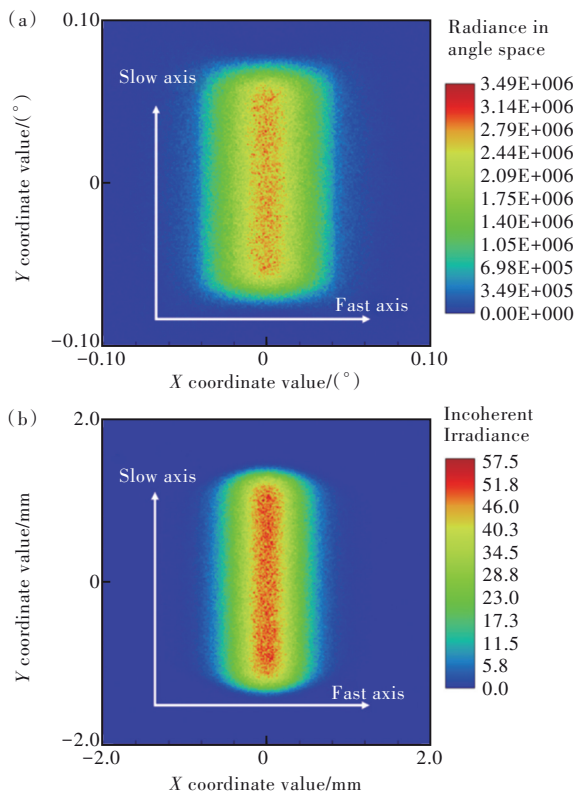 (a)
Radiance in
angle space
0.10
0
-0.10
Y coordinate value/(°)
Slow axis
Fast axis
-0.10
0
0.10
X coordinate value/(°)
3.49E+006
3.14E+006
2.79E+006
2.44E+006
2.09E+006
1.75E+006
1.40E+006
1.05E+006
6.98E+005
3.49E+005
0.00E+000
(b)
Incoherent
Irradiance
2.0
0
-2.0
Y coordinate value/mm
Slow axis
Fast axis
-2.0
0
2.0
X coordinate value/mm
57.5
51.8
46.0
40.3
34.5
28.8
23.0
17.3
11.5
5.8
0.0